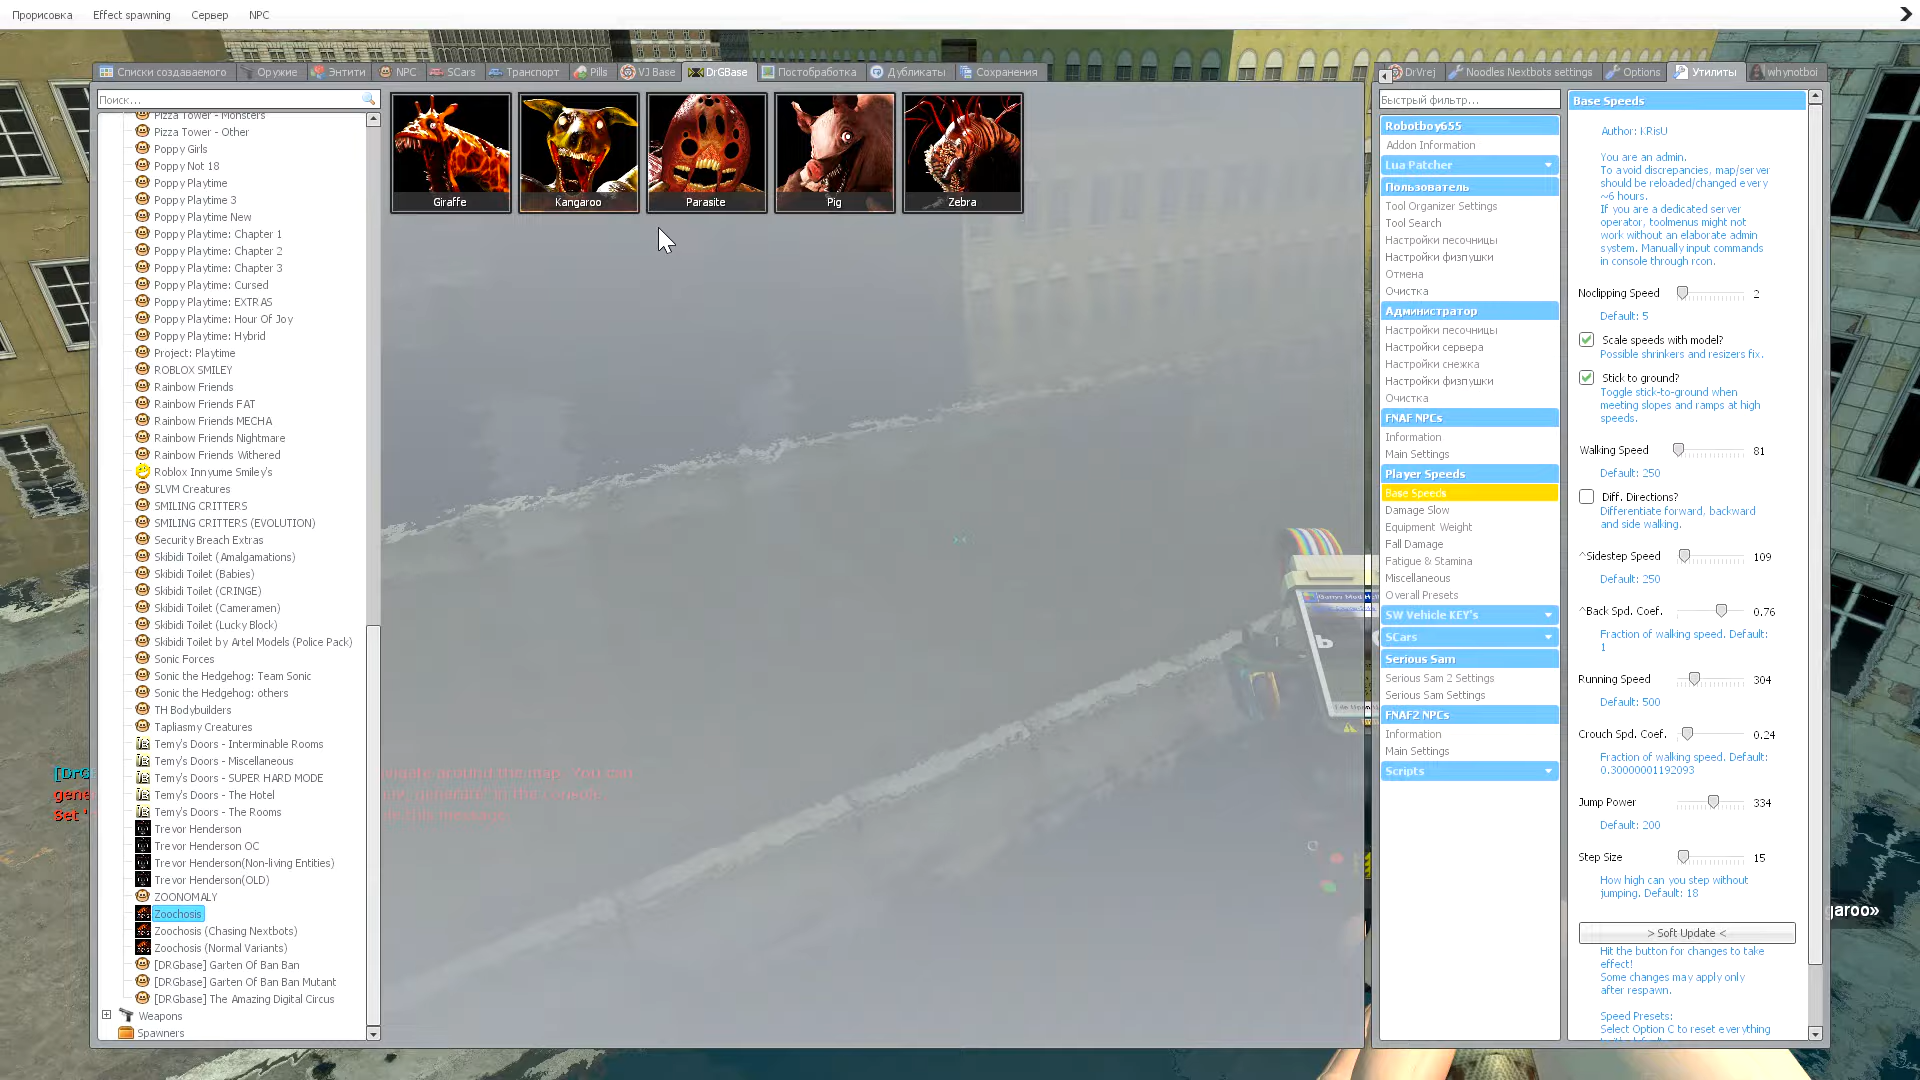 Прорисовка
Effect spawning
Сервер
NPC
Списки создаваемого
Оружие
Энтити
NPC
SCars
Транспорт
Pills
VJ Base
DrGBase
Постобработка
Дубликаты
Сохранения
Поиск...
Pizza Tower - Monsters
Pizza Tower - Other
Poppy Girls
Poppy Not 18
Poppy Playtime
Poppy Playtime 3
Poppy Playtime New
Poppy Playtime: Chapter 1
Poppy Playtime: Chapter 2
Poppy Playtime: Chapter 3
Poppy Playtime: Cursed
Poppy Playtime: EXTRAS
Poppy Playtime: Hour Of Joy
Poppy Playtime: Hybrid
Project: Playtime
ROBLOX SMILEY
Rainbow Friends
Rainbow Friends FAT
Rainbow Friends MECHA
Rainbow Friends Nightmare
Rainbow Friends Withered
Roblox Innyume Smiley's
SLVM Creatures
SMILING CRITTERS
SMILING CRITTERS (EVOLUTION)
Security Breach Extras
Skibidi Toilet (Amalgamations)
Skibidi Toilet (Babies)
Skibidi Toilet (CRINGE)
Skibidi Toilet (Cameramen)
Skibidi Toilet (Lucky Block)
Skibidi Toilet by Artel Models (Police Pack)
Sonic Forces
Sonic the Hedgehog: Team Sonic
Sonic the Hedgehog: others
TH Bodybuilders
Tapliasmy Creatures
Temy's Doors - Interminable Rooms
Temy's Doors - Miscellaneous
Temy's Doors - SUPER HARD MODE
Temy's Doors - The Hotel
Temy's Doors - The Rooms
Trevor Henderson
Trevor Henderson OC
Trevor Henderson(Non-living Entities)
Trevor Henderson(OLD)
ZOONOMALY
Zoochosis
Zoochosis (Chasing Nextbots)
Zoochosis (Normal Variants)
[DRGbase] Garten Of Ban Ban
[DRGbase] Garten Of Ban Ban Mutant
[DRGbase] The Amazing Digital Circus
Weapons
Spawners
Giraffe
Kangaroo
Parasite
Pig
Zebra
[DrG
gene
Set '
around the map. You can
in the console.
this message.
DrVrej
Noodles Nextbots settings
Options
Утилиты
whynotboi
Быстрый фильтр...
Robotboy655
Addon Information
Lua Patcher
Пользователь
Tool Organizer Settings
Tool Search
Настройки песочницы
Настройки физпушки
Отмена
Очистка
Администратор
Настройки песочницы
Настройки сервера
Настройки снежка
Настройки физпушки
Очистка
FNAF NPCs
Information
Main Settings
Player Speeds
Base Speeds
Damage Slow
Equipment Weight
Fall Damage
Fatigue & Stamina
Miscellaneous
Overall Presets
SW Vehicle KEY's
SCars
Serious Sam
Serious Sam 2 Settings
Serious Sam Settings
FNAF2 NPCs
Information
Main Settings
Scripts
Base Speeds
Author: KRisU
You are an admin.
To avoid discrepancies, map/server
should be reloaded/changed every
~6 hours.
If you are a dedicated server
operator, toolmenus might not
work without an elaborate admin
system. Manually input commands
in console through rcon.
Noclipping Speed 2
Default: 5
Scale speeds with model?
Possible shrinkers and resizers fix.
Stick to ground?
Toggle stick-to-ground when
meeting slopes and ramps at high
speeds.
Walking Speed 81
Default: 250
Diff. Directions?
Differentiate forward, backward
and side walking.
^Sidestep Speed 109
Default: 250
^Back Spd. Coef. 0.76
Fraction of walking speed. Default:
1
Running Speed 304
Default: 500
Crouch Spd. Coef. 0.24
Fraction of walking speed. Default:
0.30000001192093
Jump Power 334
Default: 200
Step Size 15
How high can you step without
jumping. Default: 18
> Soft Update <
Hit the button for changes to take
effect!
Some changes may apply only
after respawn.
Speed Presets:
Select Option C to reset everything
garoo»